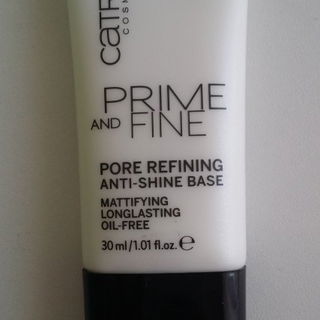 PRIME
AND FINE
PORE REFINING
ANTI-SHINE BASE
MATTIFYING
LONGLASTING
OIL-FREE
30 ml/1.01 fl.oz. ℮